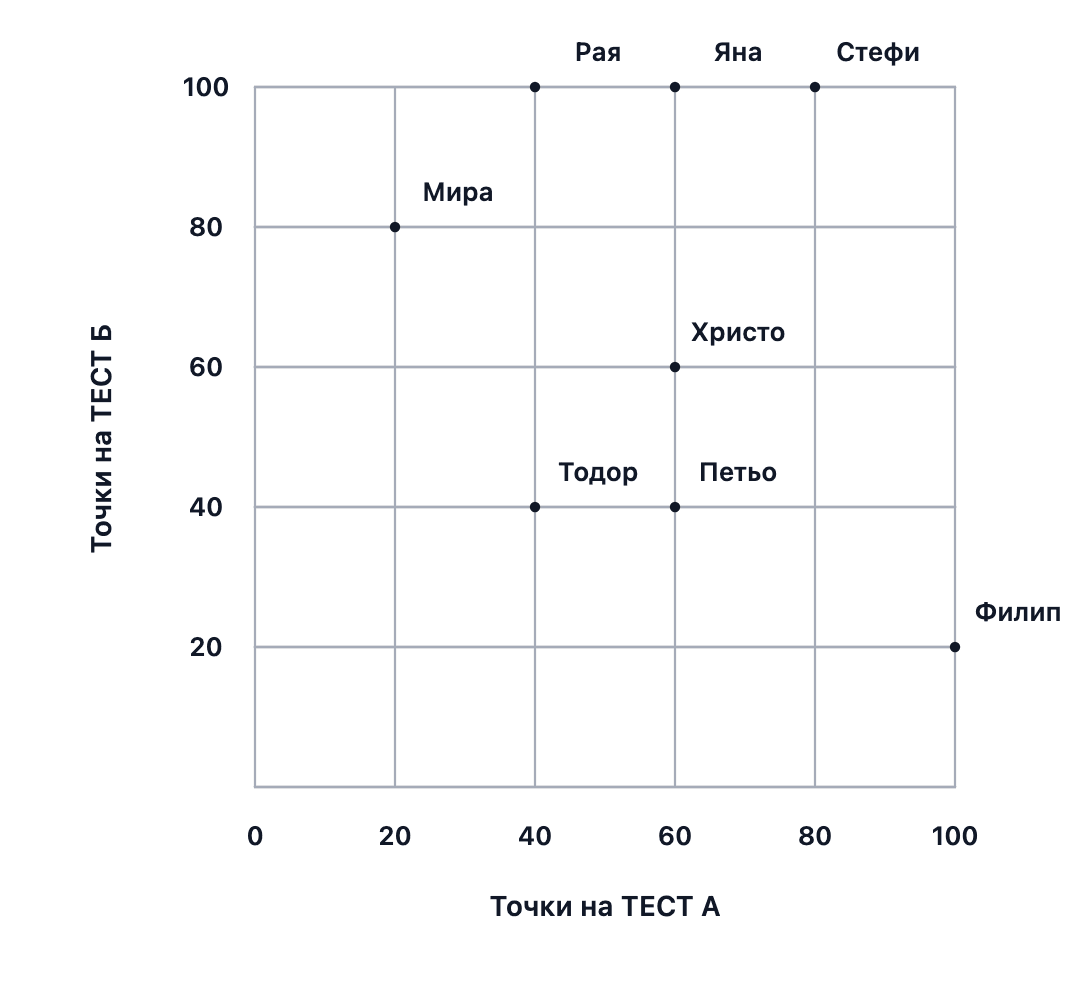 Рая Яна Стефи
100
Мира
80
Христо
60
Тодор Петьо
40
Филип
20
0 20 40 60 80 100
Точки на ТЕСТ А
Точки на ТЕСТ Б